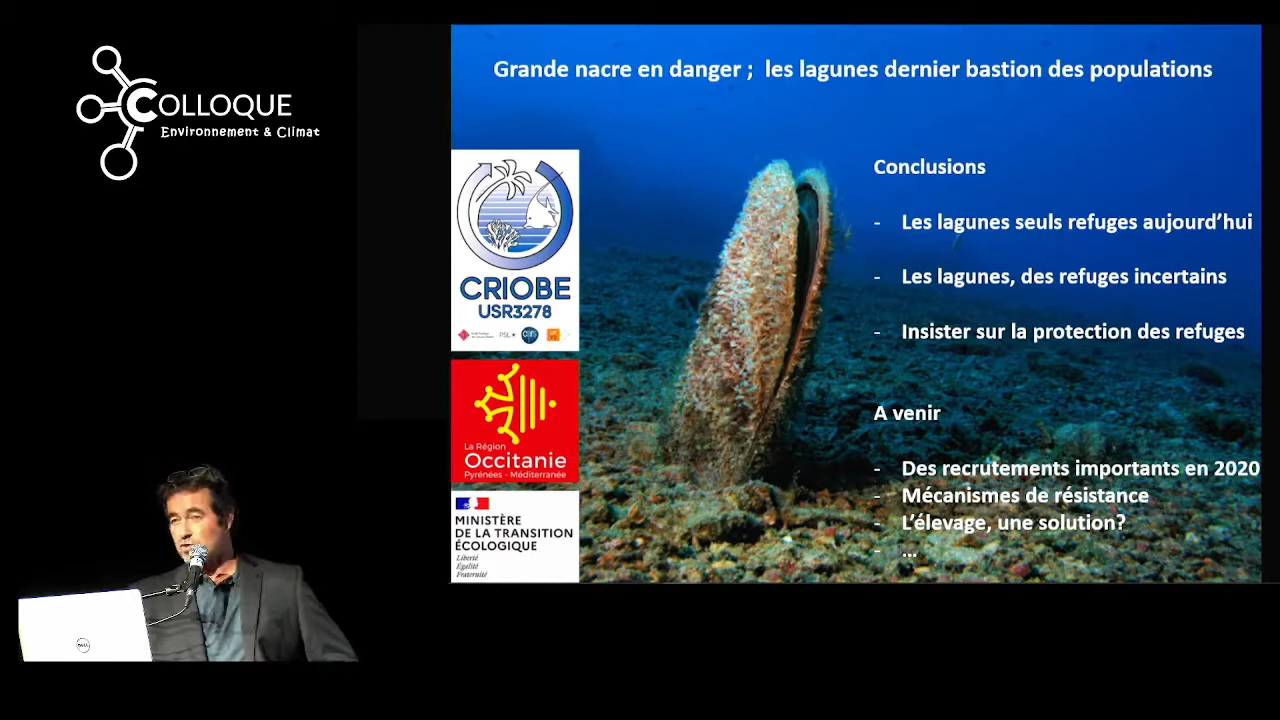 COLLOQUE
Environnement & Climat
Grande nacre en danger ; les lagunes dernier bastion des populations
Conclusions
- Les lagunes seuls refuges aujourd'hui
- Les lagunes, des refuges incertains
- Insister sur la protection des refuges
A venir
- Des recrutements importants en 2020
- Mécanismes de résistance
- L'élevage, une solution?
- ...
CRIOBE
USR3278
PSL
cnrs
La Région
Occitanie
Pyrénées - Méditerranée
MINISTÈRE
DE LA TRANSITION
ÉCOLOGIQUE
Liberté
Égalité
Fraternité
DELL